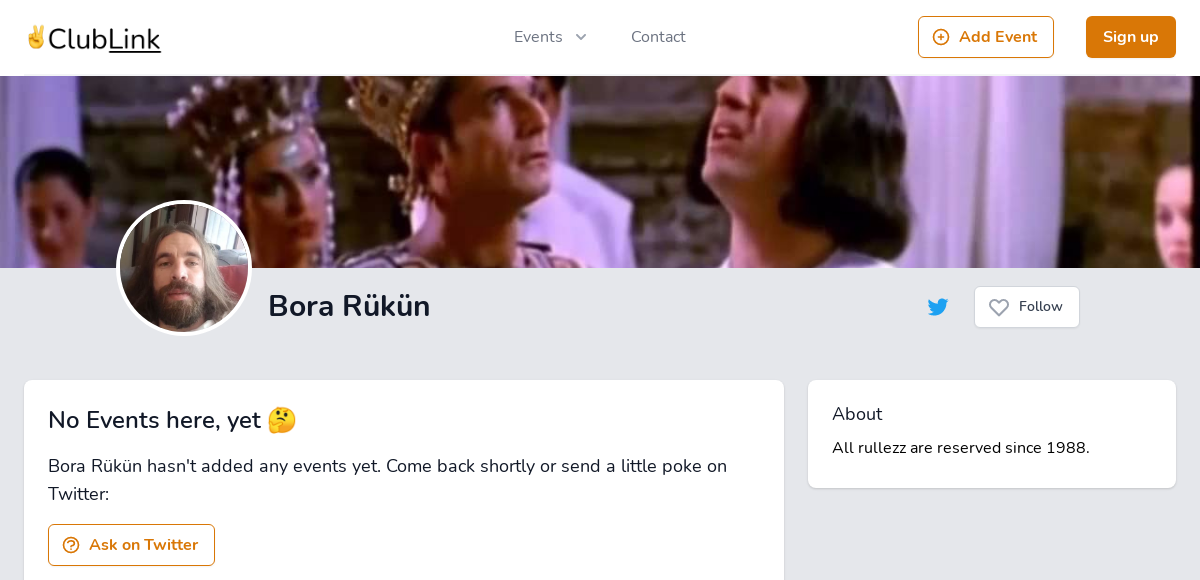 ✌️ClubLink
Events
Contact
Add Event
Sign up
Bora Rükün
Follow
No Events here, yet 🤔
Bora Rükün hasn't added any events yet. Come back shortly or send a little poke on
Twitter:
Ask on Twitter
About
All rullezz are reserved since 1988.